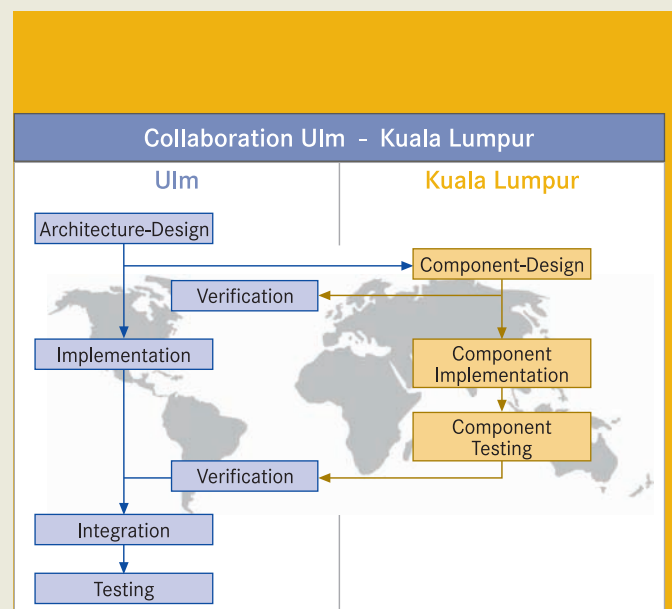 Collaboration Ulm - Kuala Lumpur
Ulm
Kuala Lumpur
Architecture-Design
Component-Design
Verification
Implementation
Component
Implementation
Component
Testing
Verification
Integration
Testing